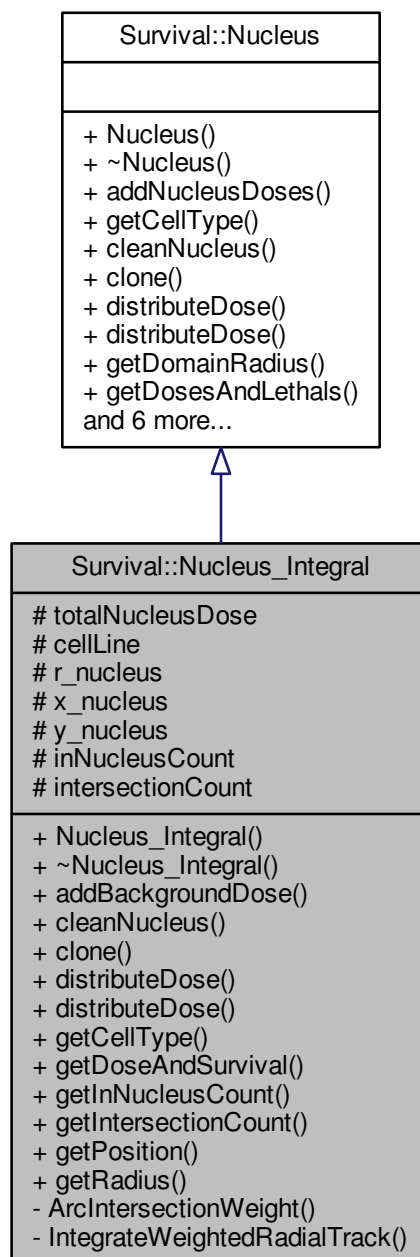 Survival::Nucleus
+ Nucleus()
+ ~Nucleus()
+ addNucleusDoses()
+ getCellType()
+ cleanNucleus()
+ clone()
+ distributeDose()
+ distributeDose()
+ getDomainRadius()
+ getDosesAndLethals()
and 6 more...
Survival::Nucleus_Integral
# totalNucleusDose
# cellLine
# r_nucleus
# x_nucleus
# y_nucleus
# inNucleusCount
# intersectionCount
+ Nucleus_Integral()
+ ~Nucleus_Integral()
+ addBackgroundDose()
+ cleanNucleus()
+ clone()
+ distributeDose()
+ distributeDose()
+ getCellType()
+ getDoseAndSurvival()
+ getInNucleusCount()
+ getIntersectionCount()
+ getPosition()
+ getRadius()
- ArcIntersectionWeight()
- IntegrateWeightedRadialTrack()